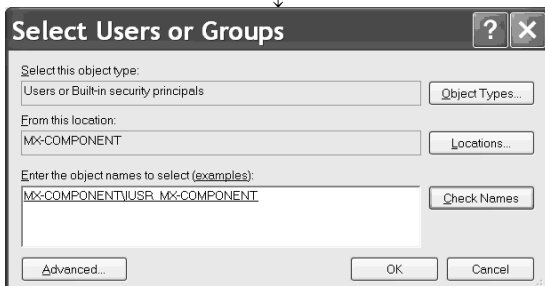 Select Users or Groups
Select this object type:
Users or Built-in security principals
Object Types...
From this location:
MX-COMPONENT
Locations...
Enter the object names to select (examples):
MX-COMPONENT\IUSR_MX-COMPONENT
Check Names
Advanced...
OK
Cancel